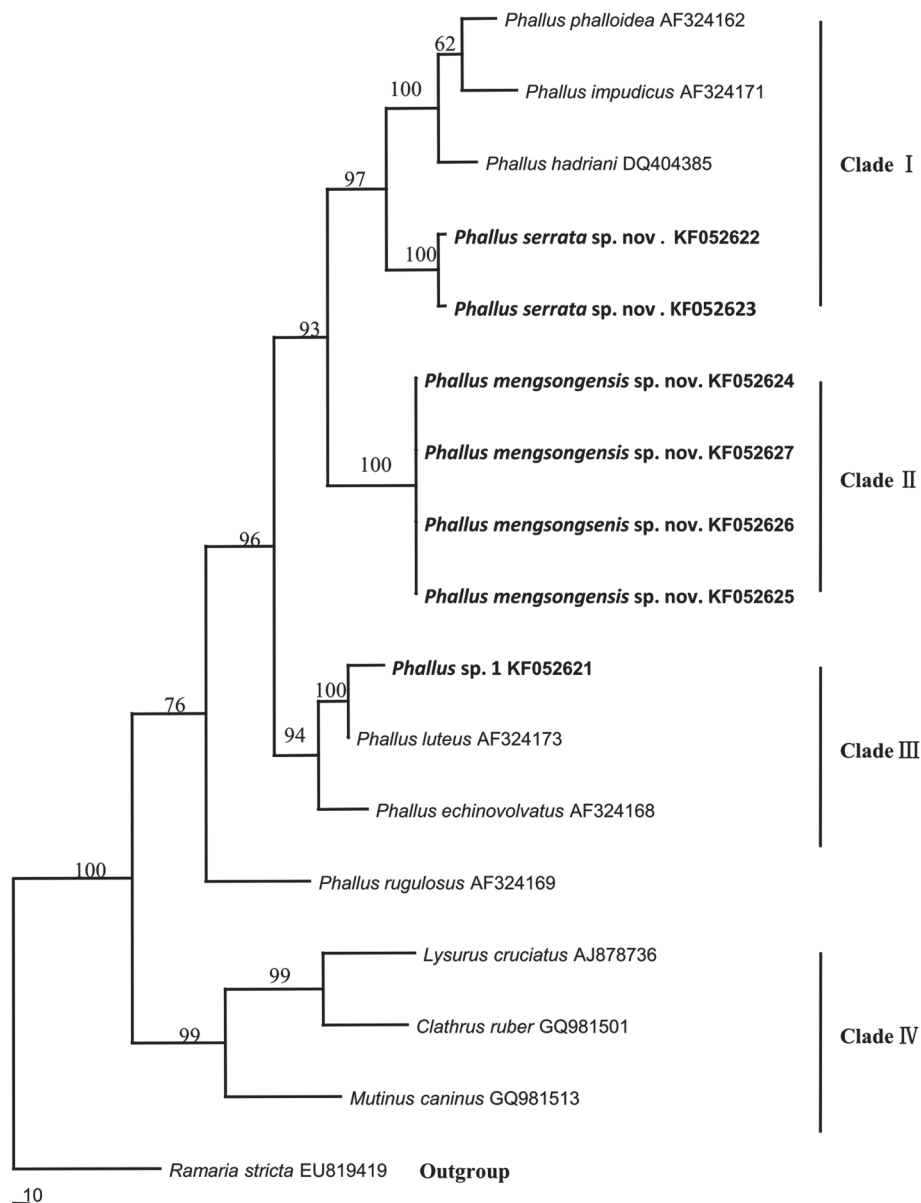 Phallus phalloidea AF324162
62
100
Phallus impudicus AF324171
Phallus hadriani DQ404385
Clade Ⅰ
97
Phallus serrata sp. nov . KF052622
100
Phallus serrata sp. nov . KF052623
93
Phallus mengsongensis sp. nov. KF052624
Phallus mengsongensis sp. nov. KF052627
100
Clade Ⅱ
Phallus mengsongsenis sp. nov. KF052626
96
Phallus mengsongensis sp. nov. KF052625
Phallus sp. 1 KF052621
100
76
94
Phallus luteus AF324173
Clade Ⅲ
Phallus echinovolvatus AF324168
100
Phallus rugulosus AF324169
Lysurus cruciatus AJ878736
99
Clathrus ruber GQ981501
99
Clade Ⅳ
Mutinus caninus GQ981513
Ramaria stricta EU819419 Outgroup
10